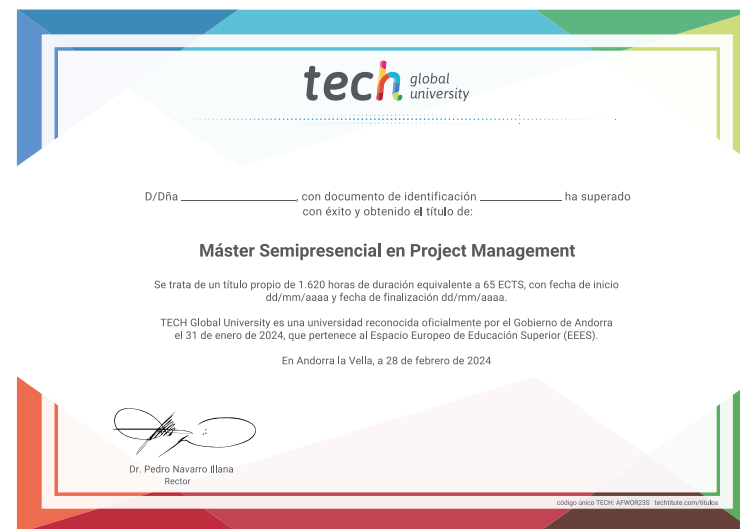 tech global university
D/Dña ____________________, con documento de identificación ______________ ha superado
con éxito y obtenido el título de:
Máster Semipresencial en Project Management
Se trata de un título propio de 1.620 horas de duración equivalente a 65 ECTS, con fecha de inicio
dd/mm/aaaa y fecha de finalización dd/mm/aaaa.
TECH Global University es una universidad reconocida oficialmente por el Gobierno de Andorra
el 31 de enero de 2024, que pertenece al Espacio Europeo de Educación Superior (EEES).
En Andorra la Vella, a 28 de febrero de 2024
Dr. Pedro Navarro Illana
Rector
código único TECH: AFWOR23S techtitute.com/titulos